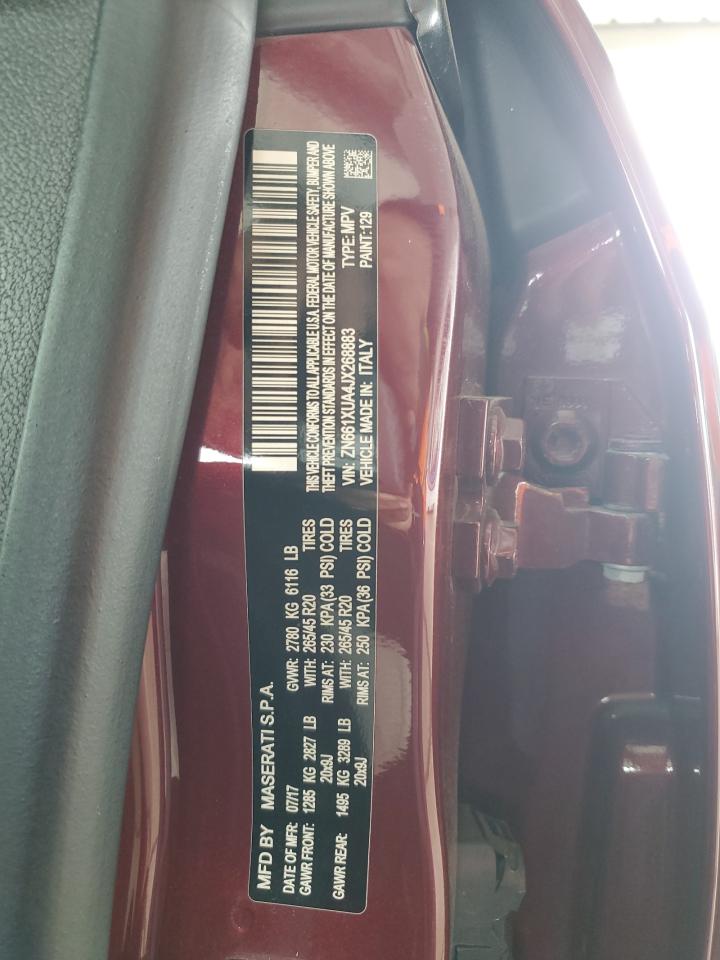 MFD BY MASERATI S.P.A.
DATE OF MFR: 07/17 GVWR: 2780 KG 6116 LB
GAWR FRONT: 1285 KG 2827 LB WITH: 265/45 R20 TIRES
20x9J RIMS AT: 230 KPA(33 PSI) COLD
GAWR REAR: 1495 KG 3289 LB WITH: 265/45 R20 TIRES
20x9J RIMS AT: 250 KPA(36 PSI) COLD
THIS VEHICLE CONFORMS TO ALL APPLICABLE U.S.A. FEDERAL MOTOR VEHICLE SAFETY, BUMPER AND
THEFT PREVENTION STANDARDS IN EFFECT ON THE DATE OF MANUFACTURE SHOWN ABOVE
VIN: ZN661XUA4JX268883 TYPE: MPV
VEHICLE MADE IN: ITALY PAINT:129